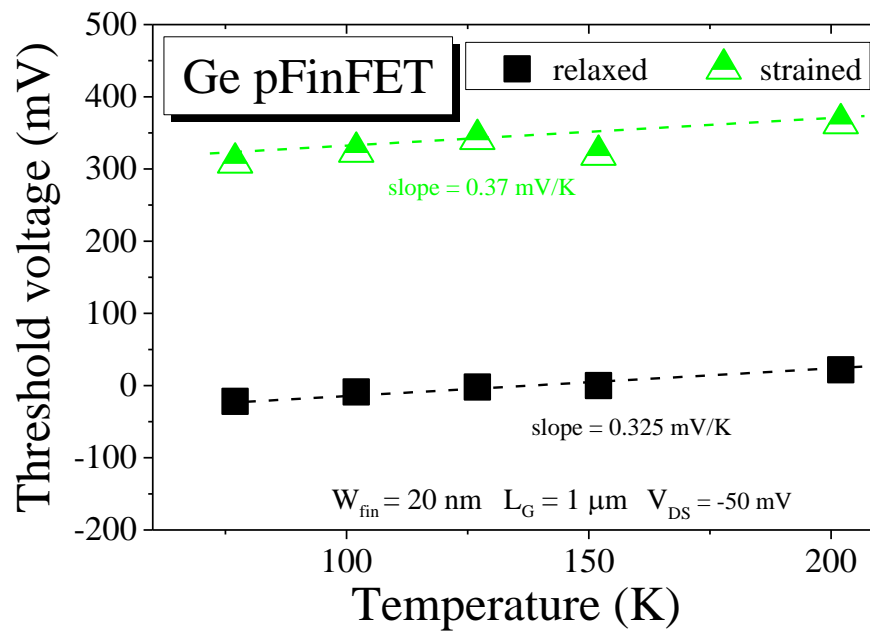 Threshold voltage (mV)
500
400
300
200
100
0
-100
-200
Ge pFinFET
relaxed strained
slope = 0.37 mV/K
slope = 0.325 mV/K
W_fin = 20 nm L_G = 1 μm V_DS = -50 mV
100 150 200
Temperature (K)